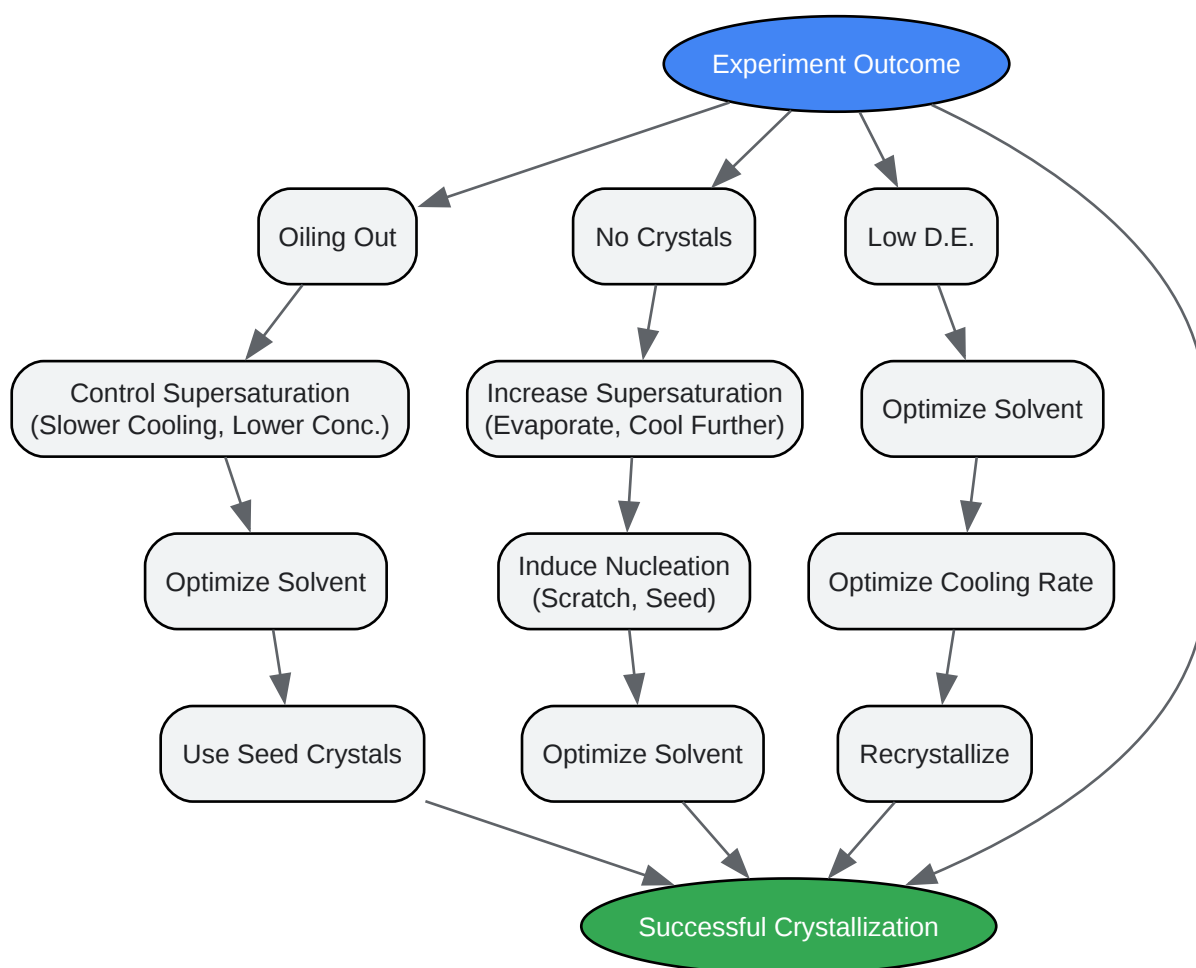 Experiment Outcome
Oiling Out
No Crystals
Low D.E.
Control Supersaturation
(Slower Cooling, Lower Conc.)
Increase Supersaturation
(Evaporate, Cool Further)
Optimize Solvent
Optimize Solvent
Induce Nucleation
(Scratch, Seed)
Optimize Cooling Rate
Use Seed Crystals
Optimize Solvent
Recrystallize
Successful Crystallization